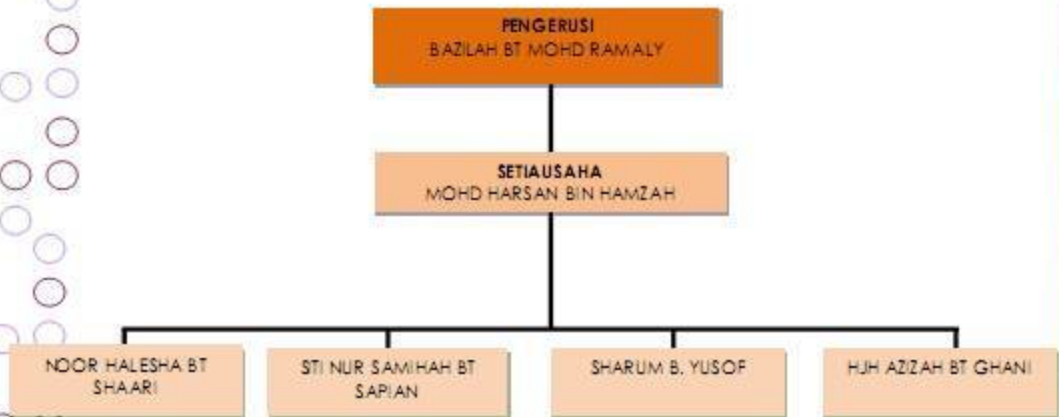 PENGERUSI
BAZILAH BT MOHD RAMALY
SETIAUSAHA
MOHD HARSAN BIN HAMZAH
NOOR HALESHA BT
SHAARI
SITI NUR SAMIHAH BT
SAPIAN
SHARUM B. YUSOF
HJH AZIZAH BT GHANI